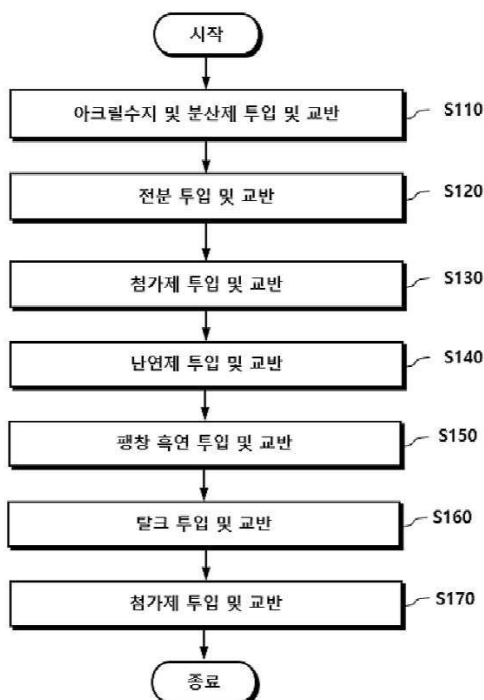 시작
아크릴수지 및 분산제 투입 및 교반 S110
전분 투입 및 교반 S120
첨가제 투입 및 교반 S130
난연제 투입 및 교반 S140
팽창 흑연 투입 및 교반 S150
탈크 투입 및 교반 S160
첨가제 투입 및 교반 S170
종료